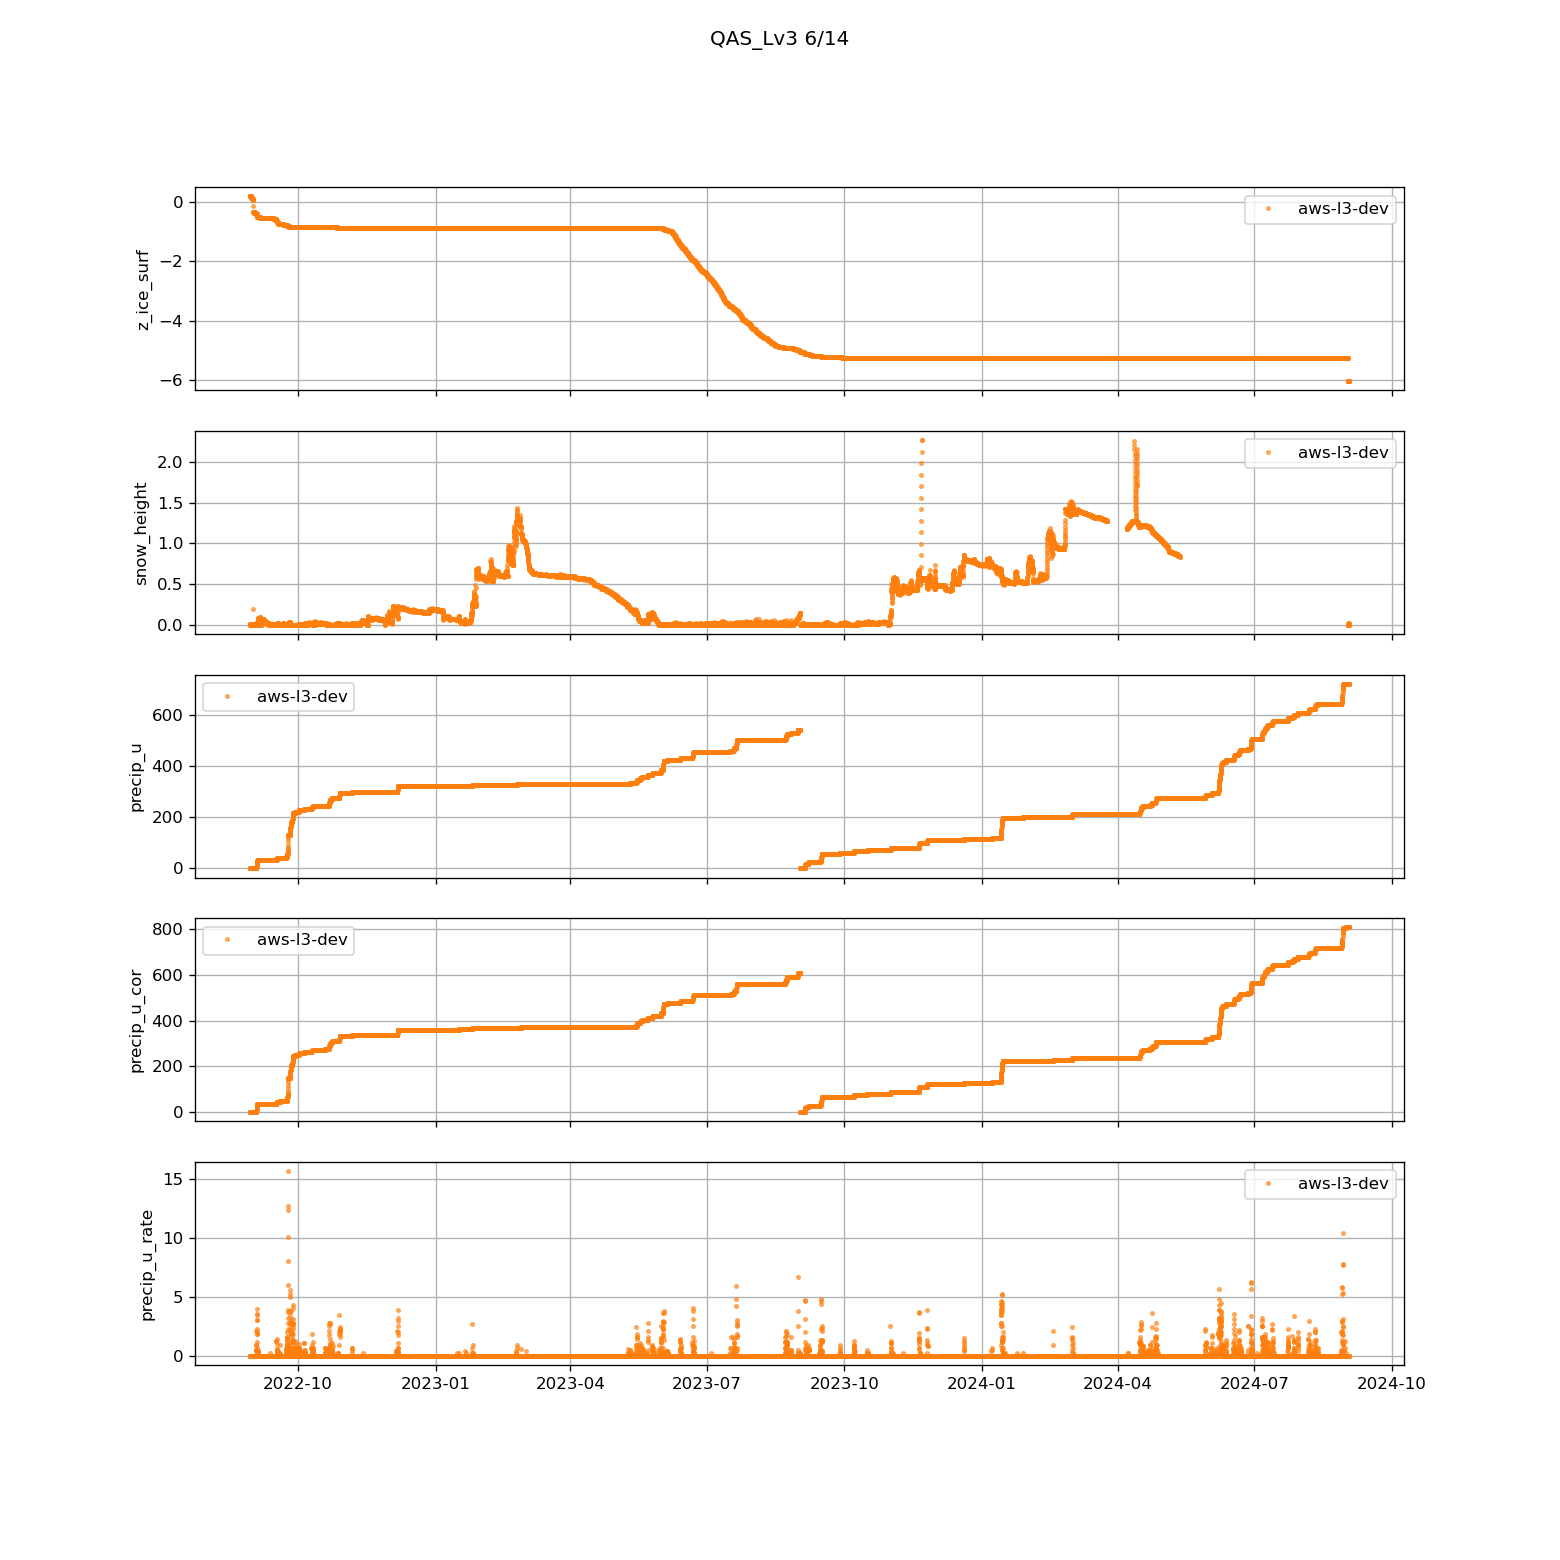 QAS_Lv3 6/14
0
−2
−4
−6
z_ice_surf
aws-l3-dev
2.0
1.5
1.0
0.5
0.0
snow_height
aws-l3-dev
600
400
200
0
precip_u
aws-l3-dev
800
600
400
200
0
precip_u_cor
aws-l3-dev
15
10
5
0
precip_u_rate
aws-l3-dev
2022-10 2023-01 2023-04 2023-07 2023-10 2024-01 2024-04 2024-07 2024-10